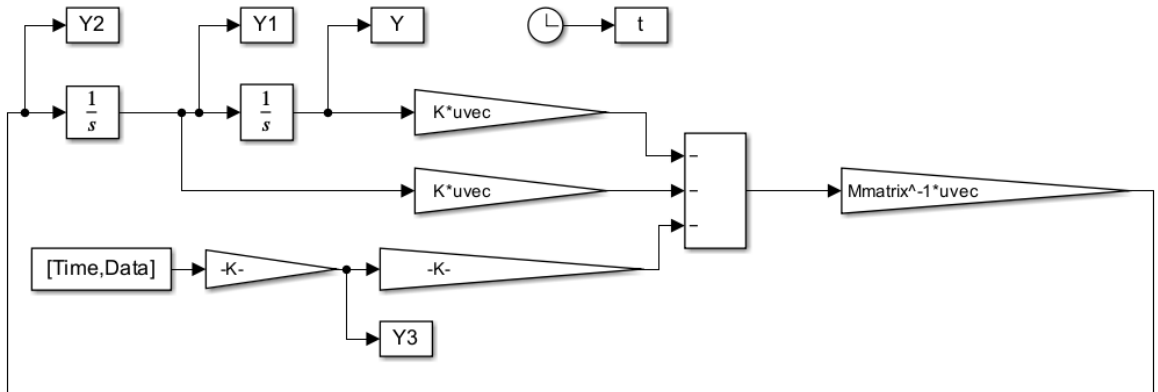 Y2
Y1
Y
t
1
s
1
s
K*uvec
K*uvec
Mmatrix^-1*uvec
[Time,Data]
-K-
-K-
Y3